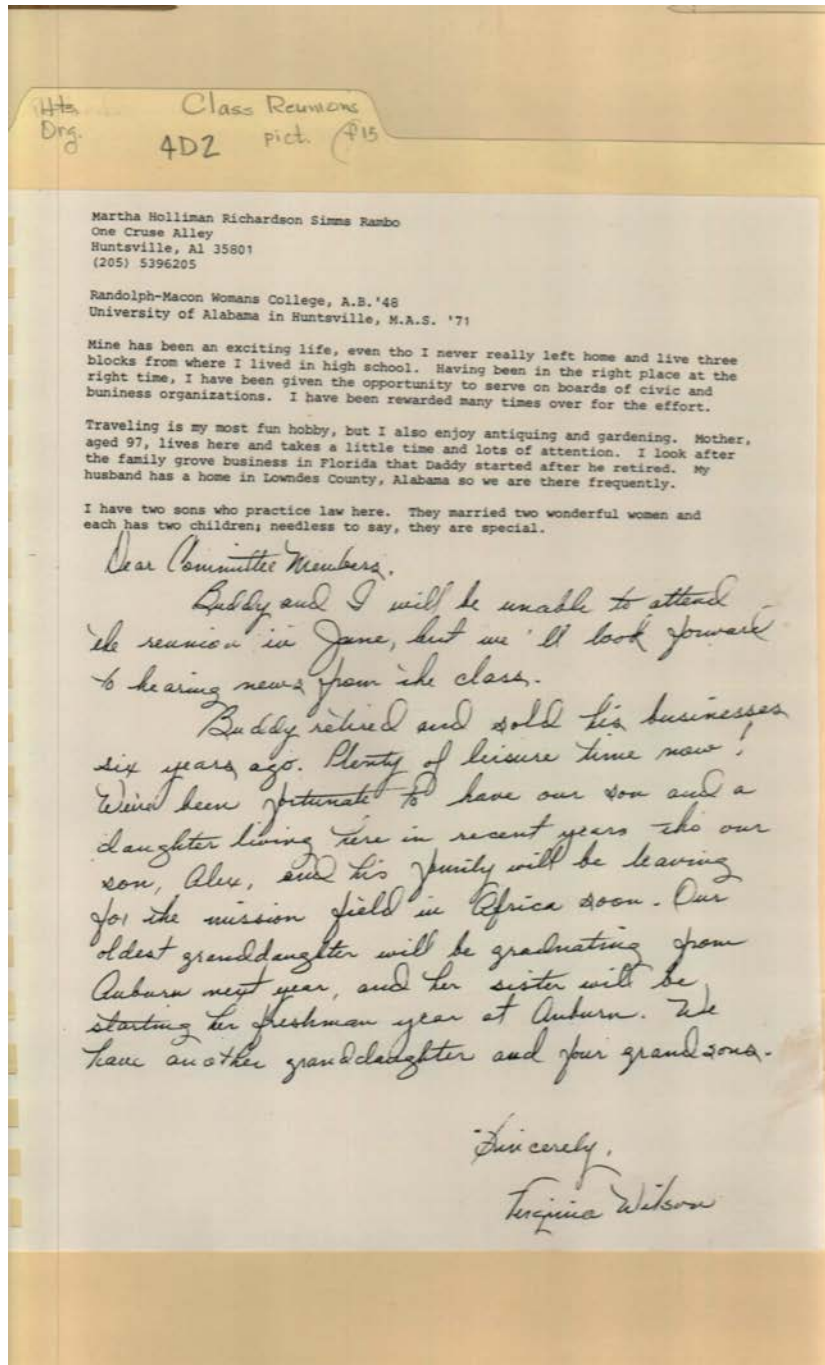 Hts. Class Reunions
Org. 4D2 pict. P15
Martha Holliman Richardson Simms Rambo
One Cruse Alley
Huntsville, Al 35801
(205) 5396205
Randolph-Macon Womans College, A.B.'48
University of Alabama in Huntsville, M.A.S. '71
Mine has been an exciting life, even tho I never really left home and live three
blocks from where I lived in high school. Having been in the right place at the
right time, I have been given the opportunity to serve on boards of civic and
buniness organizations. I have been rewarded many times over for the effort.
Traveling is my most fun hobby, but I also enjoy antiquing and gardening. Mother,
aged 97, lives here and takes a little time and lots of attention. I look after
the family grove business in Florida that Daddy started after he retired. My
husband has a home in Lowndes County, Alabama so we are there frequently.
I have two sons who practice law here. They married two wonderful women and
each has two children; needless to say, they are special.
Dear Committee Members,
Buddy and I will be unable to attend
the reunion in June, but we'll look forward
to hearing news from the class.
Buddy retired and sold his businesses
six years ago. Plenty of leisure time now!
We've been fortunate to have our son and a
daughter living here in recent years tho our
son, Alex, and his family will be leaving
for the mission field in Africa soon. Our
oldest granddaughter will be graduating from
Auburn next year, and her sister will be
starting her freshman year at Auburn. We
have another granddaughter and four grandsons.
Sincerely,
Virginia Wilson